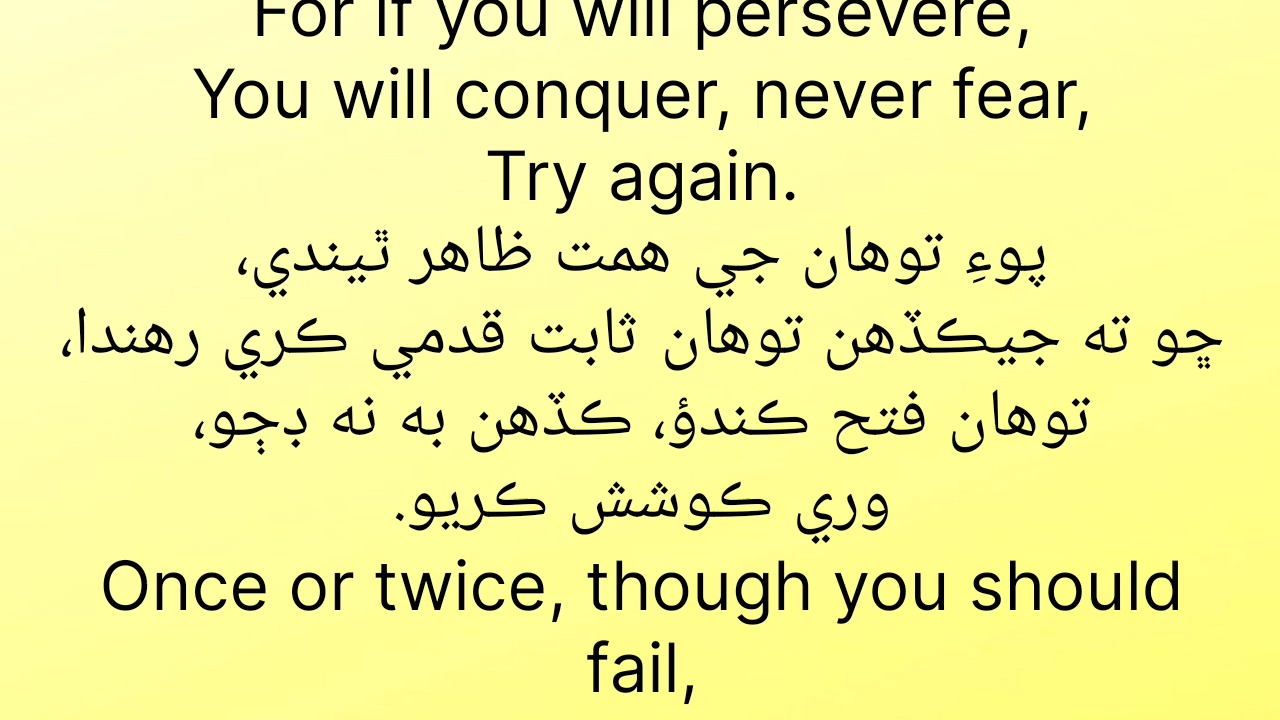 For if you will persevere,
You will conquer, never fear,
Try again.
پوءِ توهان جي همت ظاهر ٿيندي،
ڇو ته جيڪڏهن توهان ثابت قدمي ڪري رهندا،
توهان فتح ڪندؤ، ڪڏهن به نه ڊڄو،
وري ڪوشش ڪريو.
Once or twice, though you should
fail,